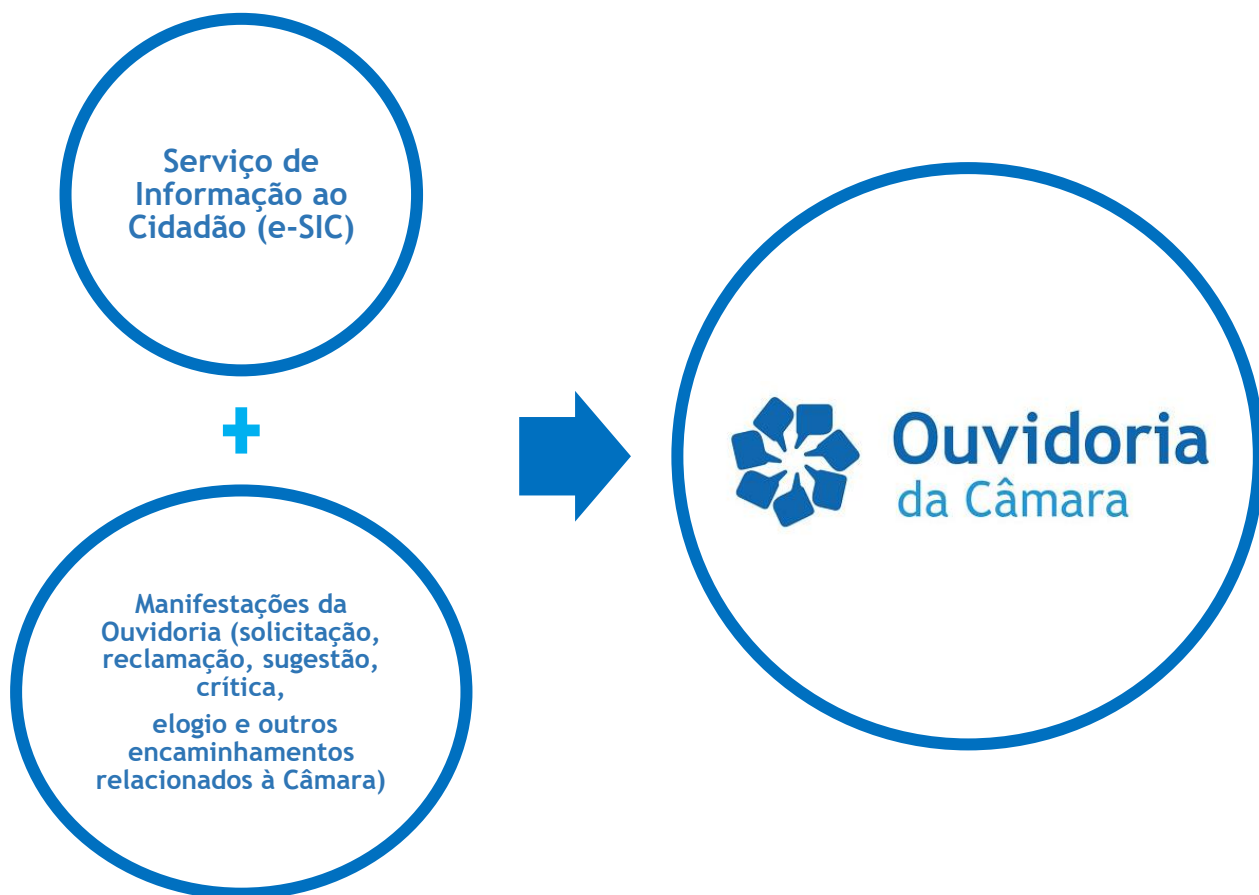 Serviço de
Informação ao
Cidadão (e-SIC)
Manifestações da
Ouvidoria (solicitação,
reclamação, sugestão,
crítica,
elogio e outros
encaminhamentos
relacionados à Câmara)
Ouvidoria
da Câmara